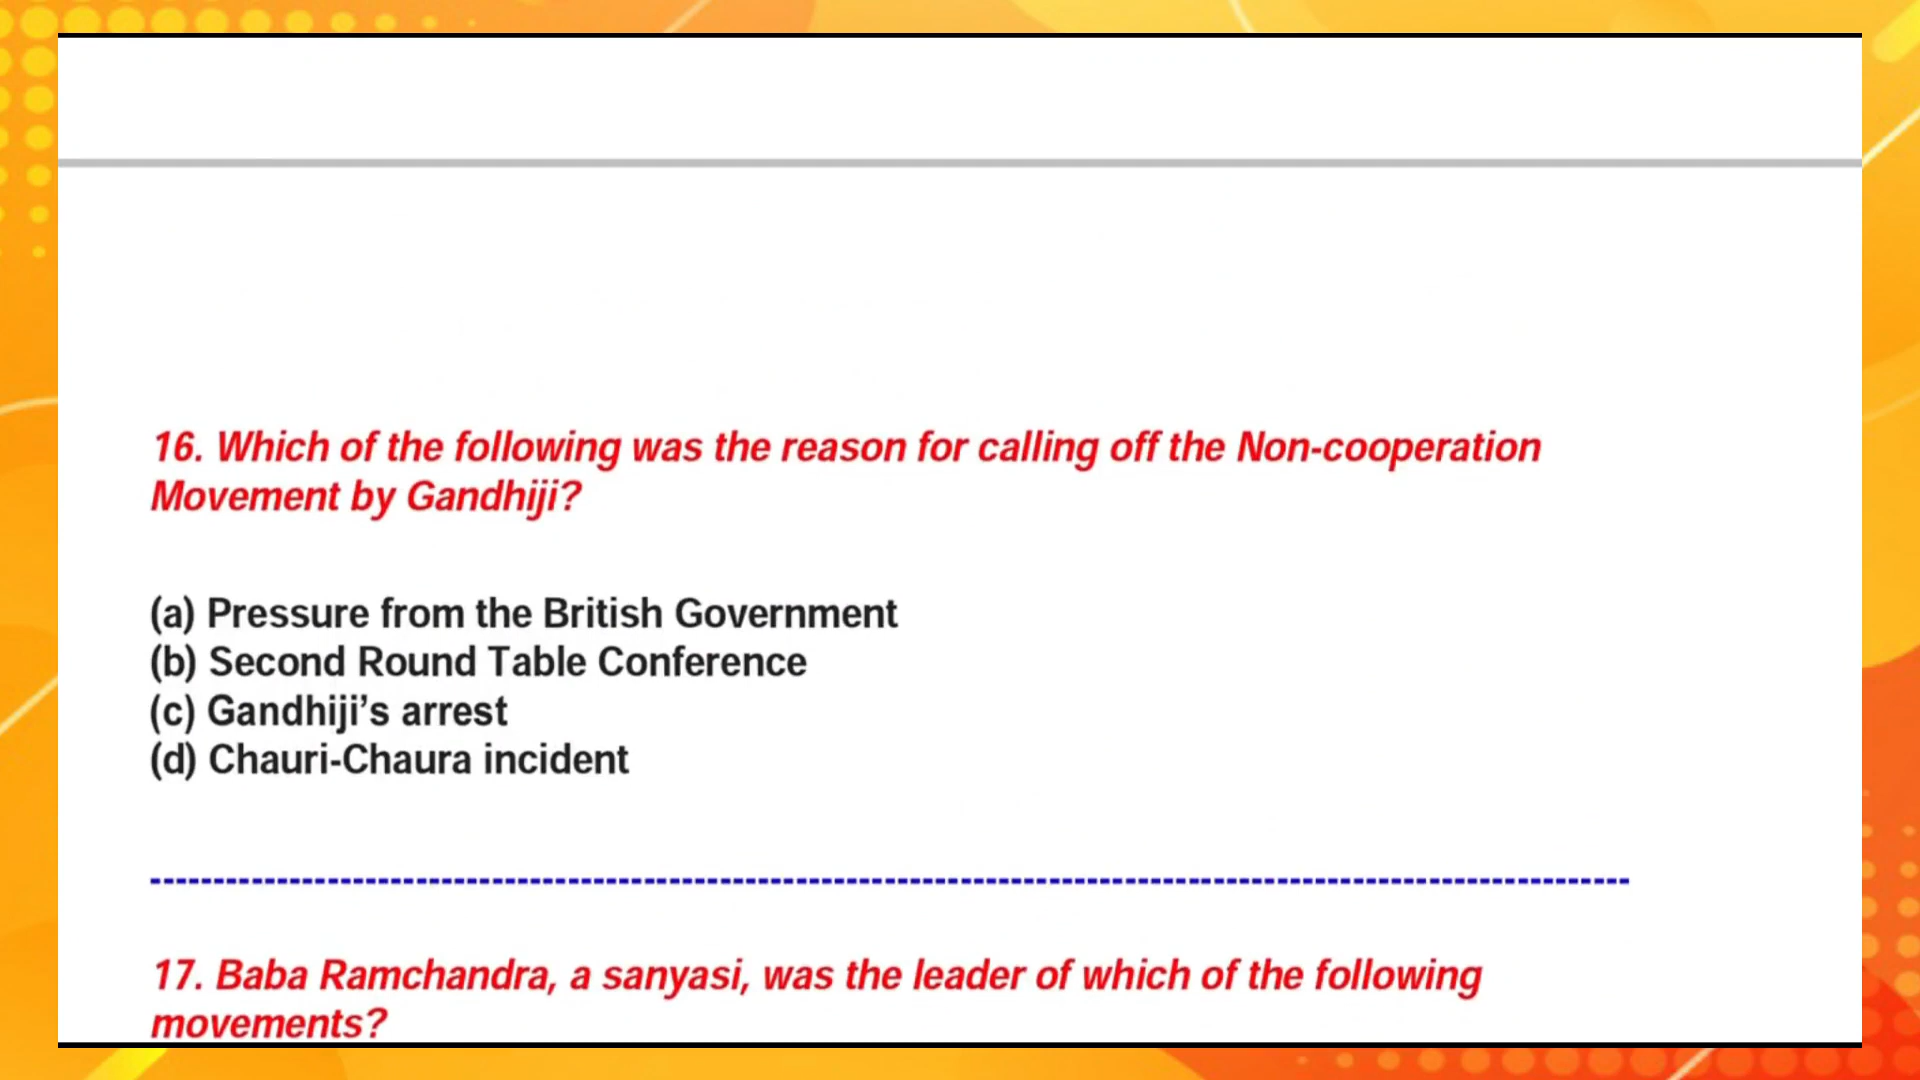 16. Which of the following was the reason for calling off the Non-cooperation
Movement by Gandhiji?
(a) Pressure from the British Government
(b) Second Round Table Conference
(c) Gandhiji’s arrest
(d) Chauri-Chaura incident
--------------------------------------------------------------------------------------------------------------------
17. Baba Ramchandra, a sanyasi, was the leader of which of the following
movements?